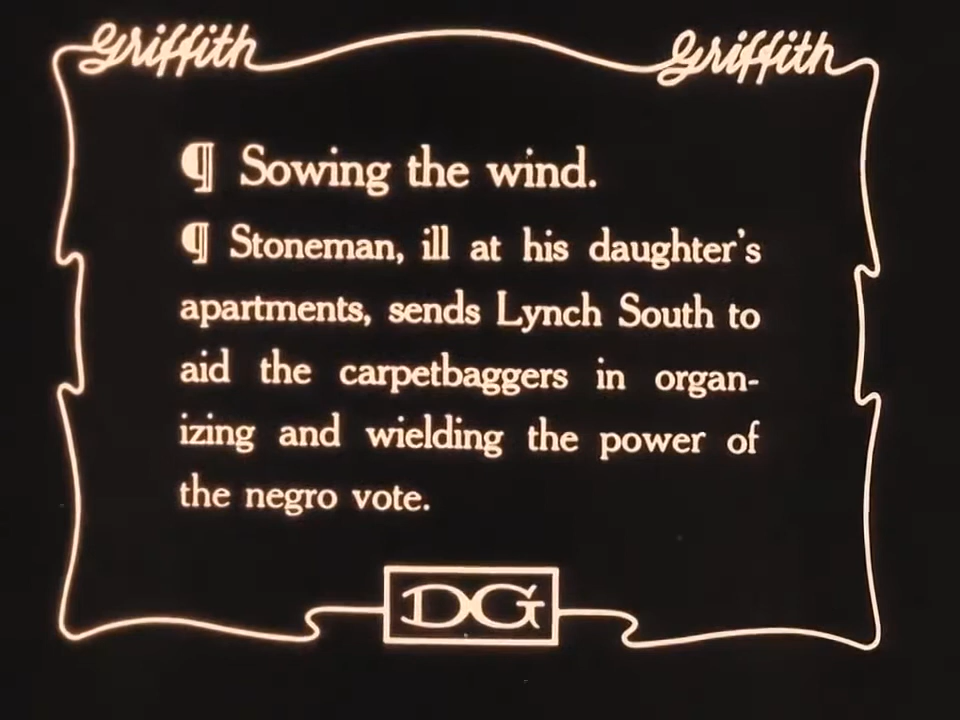 Griffith Griffith
¶ Sowing the wind.
¶ Stoneman, ill at his daughter's
apartments, sends Lynch South to
aid the carpetbaggers in organ-
izing and wielding the power of
the negro vote.
DG